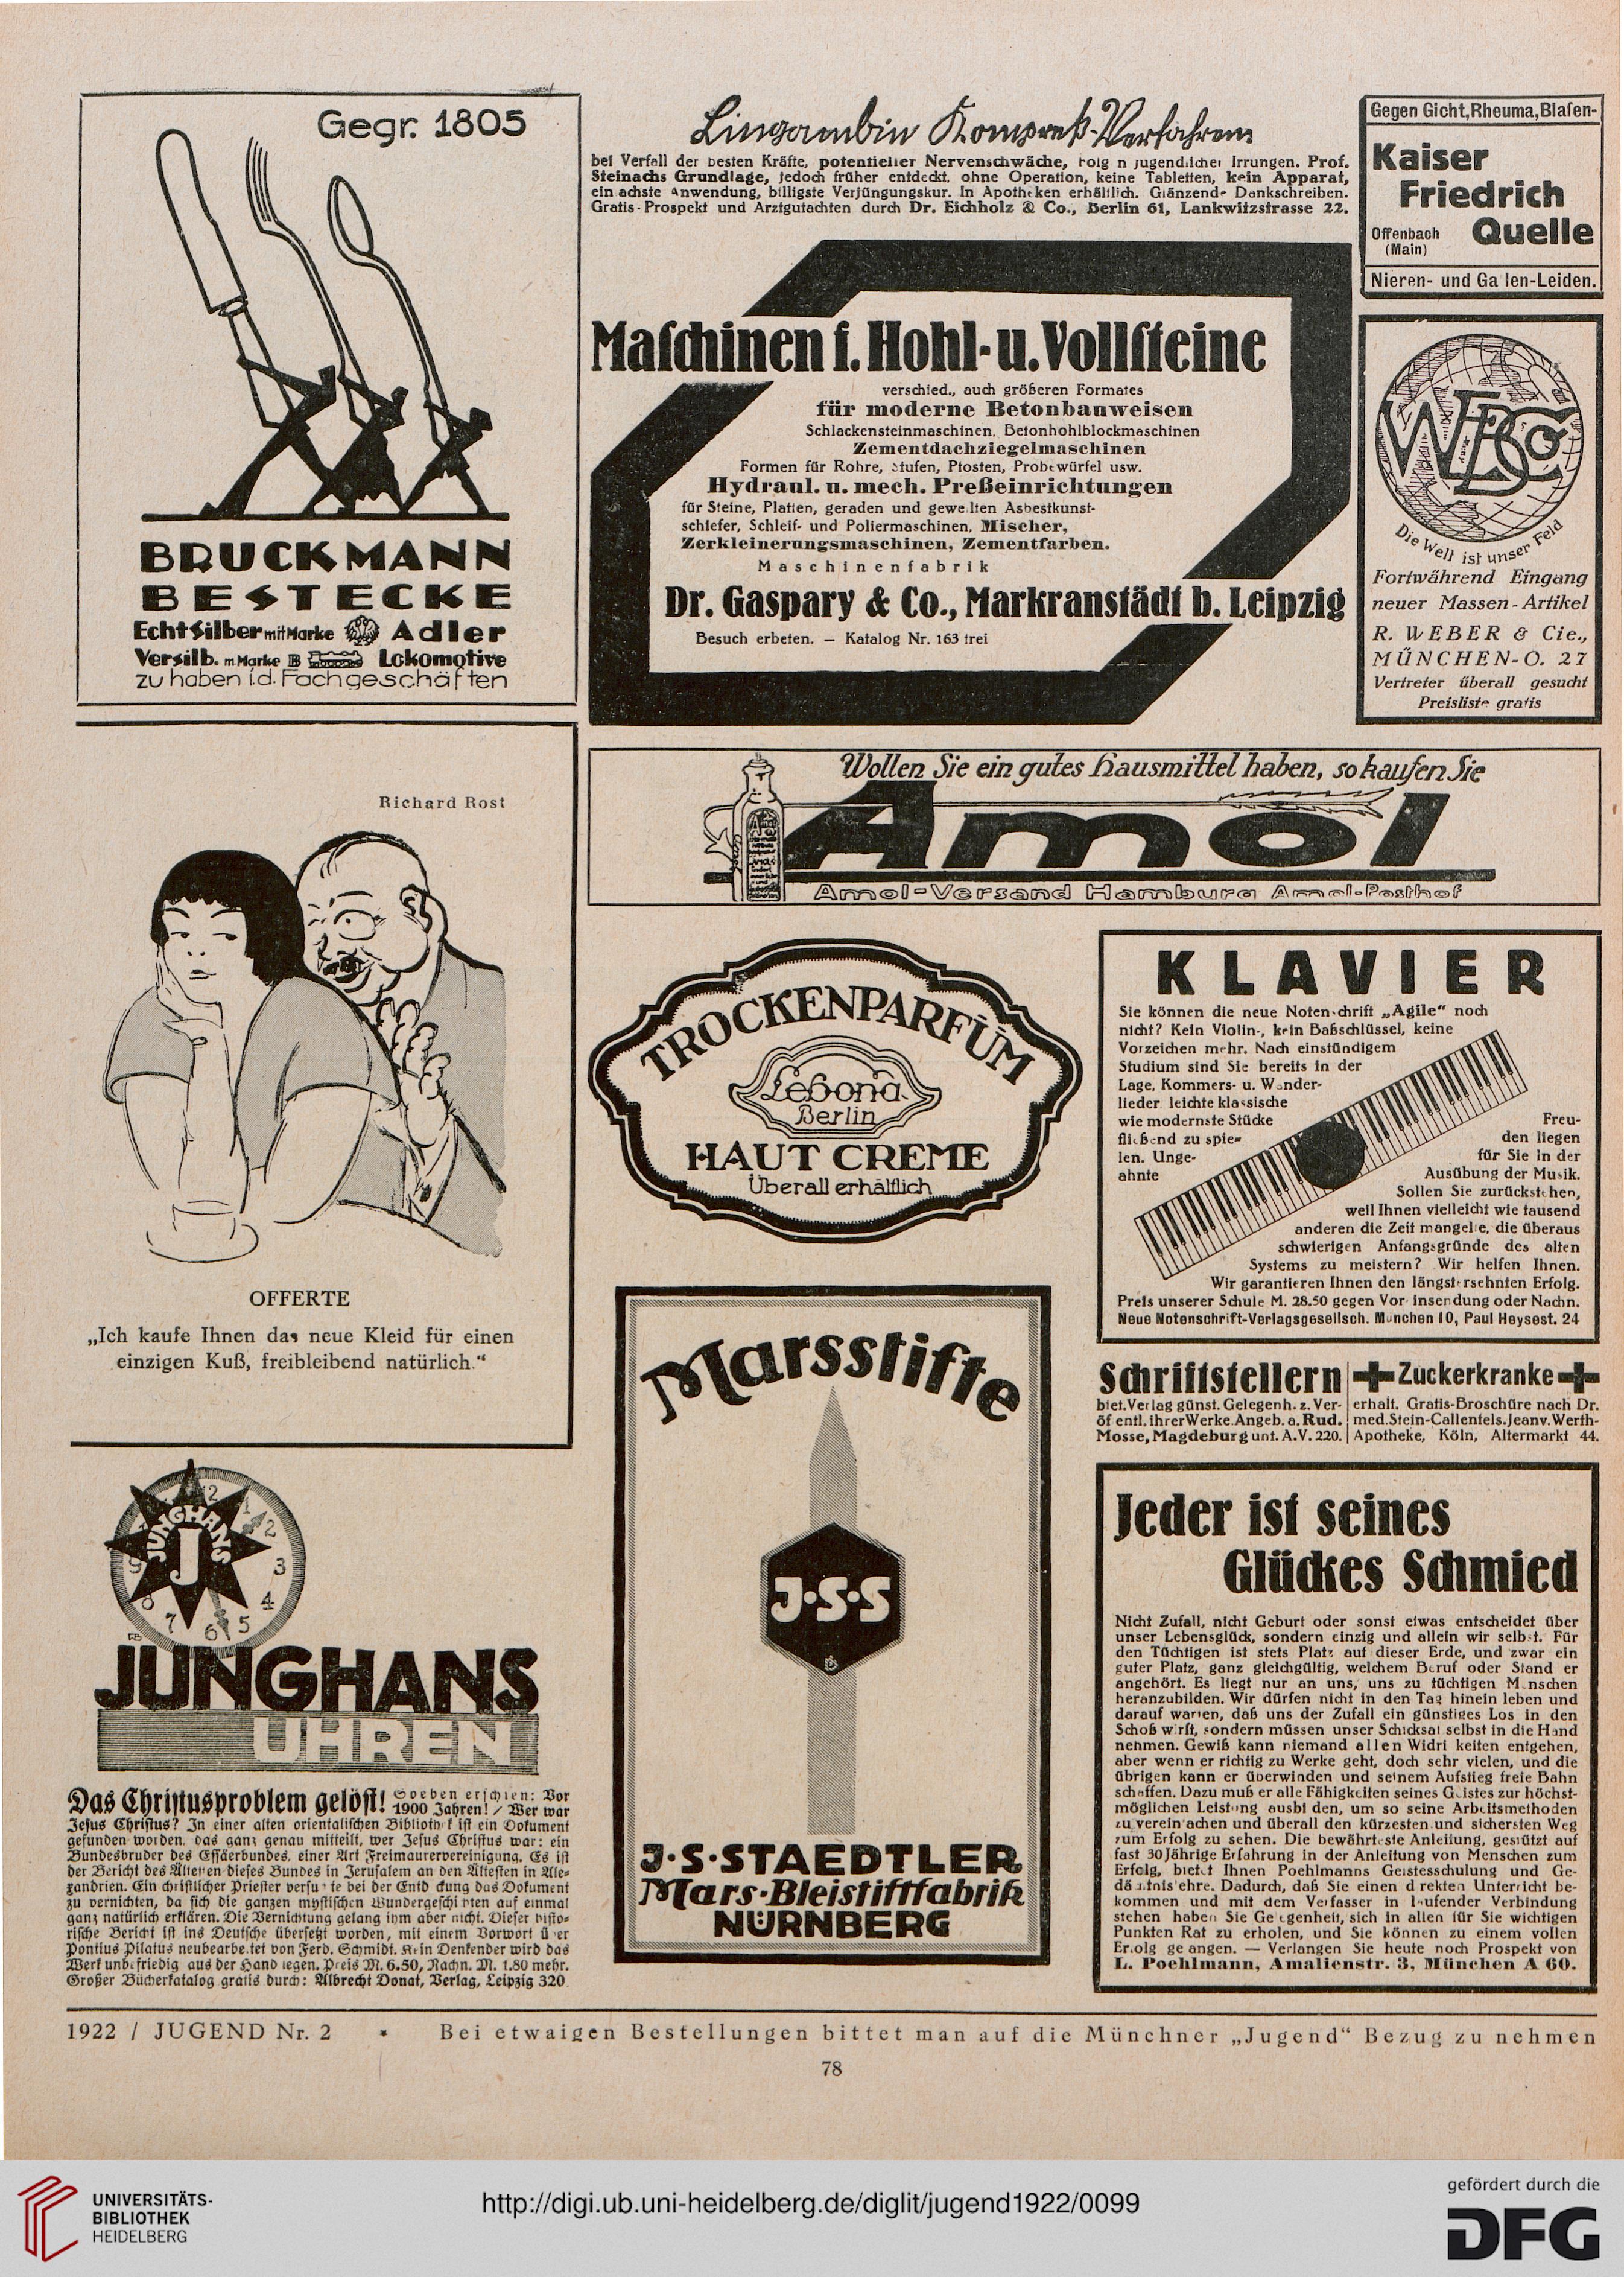 Gegr. 1805
BRUCKMANN
BESTECKE
Echt Silber mit Marke Adler
Versilb. m. Marke B Lokomotive
zu haben i.d. Fachgeschäften
Lingambin Kompreß-Verfahren
bei Verfall der besten Kräfte, potentieller Nervenschwäche, Folg n jugendlicher Irrungen. Prof.
Steinachs Grundlage, jedoch früher entdeckt, ohne Operation, keine Tabletten, kein Apparat,
einfachste Anwendung, billigste Verjüngungskur. In Apotheken erhältlich. Glänzende Dankschreiben.
Gratis-Prospekt und Arztgutachten durch Dr. Eichholz & Co., Berlin 61, Lankwitzstrasse 22.
Gegen Gicht, Rheuma, Blasen-
Kaiser
Friedrich
Offenbach Quelle
(Main)
Nieren- und Gallen-Leiden.
Maschinen f. Hohl- u. Vollsteine
verschied., auch größeren Formates
für moderne Betonbauweisen
Schlackensteinmaschinen, Betonhohlblockmaschinen
Zementdachziegelmaschinen
Formen für Rohre, Stufen, Pfosten, Probewürfel usw.
Hydraul. u. mech. Preßeinrichtungen
für Steine, Platten, geraden und gewellten Asbestkunst-
schiefer, Schleif- und Poliermaschinen, Mischer,
Zerkleinerungsmaschinen, Zementfarben.
Maschinenfabrik
Dr. Gaspary & Co., Markranstädt b. Leipzig
Besuch erbeten. — Katalog Nr. 163 frei
WEBCO
Die Welt ist unser Feld
Fortwährend Eingang
neuer Massen-Artikel
R. WEBER & Cie.,
MÜNCHEN-O. 27
Vertreter überall gesucht
Preisliste gratis
Wollen Sie ein gutes Hausmittel haben, so kaufen Sie
Amol
Amol-Versand Hamburg Amol-Posthof
Richard Rost
OFFERTE
„Ich kaufe Ihnen das neue Kleid für einen
einzigen Kuß, freibleibend natürlich.“
TROCKENPARFÜM
Lebona
Berlin
HAUT CREME
Überall erhältlich
KLAVIER
Sie können die neue Notenschrift „Agile“ noch
nicht? Kein Violin-, kein Baßschlüssel, keine
Vorzeichen mehr. Nach einstündigem
Studium sind Sie bereits in der
Lage, Kommers- u. Wander-
lieder leichte klassische
wie modernste Stücke
fließend zu spie-
len. Unge-
ahnte
Freu-
den liegen
für Sie in der
Ausübung der Musik.
Sollen Sie zurückstehen,
weil Ihnen vielleicht wie tausend
anderen die Zeit mangelte, die überaus
schwierigen Anfangsgründe des alten
Systems zu meistern? Wir helfen Ihnen.
Wir garantieren Ihnen den längstersehnten Erfolg.
Preis unserer Schule M. 28.50 gegen Voreinsendung oder Nachn.
Neue Notenschrift-Verlagsgesellsch. München 10, Paul Heysest. 24
Schriftstellern
biet. Verlag günst. Gelegenh. z. Ver-
öffentl. ihrer Werke. Angeb. a. Rud.
Mosse, Magdeburg unt. A.V. 220.
Zuckerkranke
erhalt. Gratis-Broschüre nach Dr.
med. Stein-Callenfels. Jean v. Werth-
Apotheke, Köln, Altermarkt 44.
JUNGHANS
J
JUNGHANS
UHREN
Marsstifte
J·S·S
J·S·STAEDTLER
Mars-Bleistiftfabrik
NÜRNBERG
Das Christusproblem gelöst! Soeben erschien: Vor
1900 Jahren! / Wer war
Jesus Christus? In einer alten orientalischen Bibliothek ist ein Dokument
gefunden worden, das ganz genau mitteilt, wer Jesus Christus war: ein
Bundesbruder des Essäerbundes, einer Art Freimaurervereinigung. Es ist
der Bericht des Ältesten dieses Bundes in Jerusalem an den Ältesten in Ale-
xandrien. Ein christlicher Priester versuchte bei der Entdeckung das Dokument
zu vernichten, da sich die ganzen mystischen Wundergeschichten auf einmal
ganz natürlich erklären. Die Vernichtung gelang ihm aber nicht. Dieser histo-
rische Bericht ist ins Deutsche übersetzt worden, mit einem Vorwort über
Pontius Pilatus neubearbeitet von Ferd. Schmidt. Kein Denkender wird das
Werk unbefriedig aus der Hand legen. Preis M. 6.50, Nachn. M. 1.80 mehr.
Großer Bücherkatalog gratis durch: Albrecht Donat, Verlag, Leipzig 320
Jeder ist seines
Glückes Schmied
Nicht Zufall, nicht Geburt oder sonst etwas entscheidet über
unser Lebensglück, sondern einzig und allein wir selbst. Für
den Tüchtigen ist stets Platz auf dieser Erde, und zwar ein
guter Platz, ganz gleichgültig, welchem Beruf oder Stand er
angehört. Es liegt nur an uns, uns zu tüchtigen Menschen
heranzubilden. Wir dürfen nicht in den Tag hinein leben und
darauf warten, daß uns der Zufall ein günstiges Los in den
Schoß wirft, sondern müssen unser Schicksal selbst in die Hand
nehmen. Gewiß kann niemand allen Widrigkeiten entgehen,
aber wenn er richtig zu Werke geht, doch sehr vielen, und die
übrigen kann er überwinden und seinem Aufstieg freie Bahn
schaffen. Dazu muß er alle Fähigkeiten seines Geistes zur höchst-
möglichen Leistung ausbilden, um so seine Arbeitsmethoden
zu vereinfachen und überall den kürzesten und sichersten Weg
zum Erfolg zu sehen. Die bewährteste Anleitung, gestützt auf
fast 30jährige Erfahrung in der Anleitung von Menschen zum
Erfolg, bietet Ihnen Poehlmanns Geistesschulung und Ge-
dächtnislehre. Dadurch, daß Sie einen direkten Unterricht be-
kommen und mit dem Verfasser in laufender Verbindung
stehen haben Sie Gelegenheit, sich in allen für Sie wichtigen
Punkten Rat zu erholen, und Sie können zu einem vollen
Erfolg gelangen. — Verlangen Sie heute noch Prospekt von
L. Poehlmann, Amalienstr. 3, München A 60.
1922 / JUGEND Nr. 2 * Bei etwaigen Bestellungen bittet man auf die Münchner „Jugend“ Bezug zu nehmen
78
UNIVERSITÄTS-
BIBLIOTHEK
HEIDELBERG
http://digi.ub.uni-heidelberg.de/diglit/jugend1922/0099
gefördert durch die
DFG